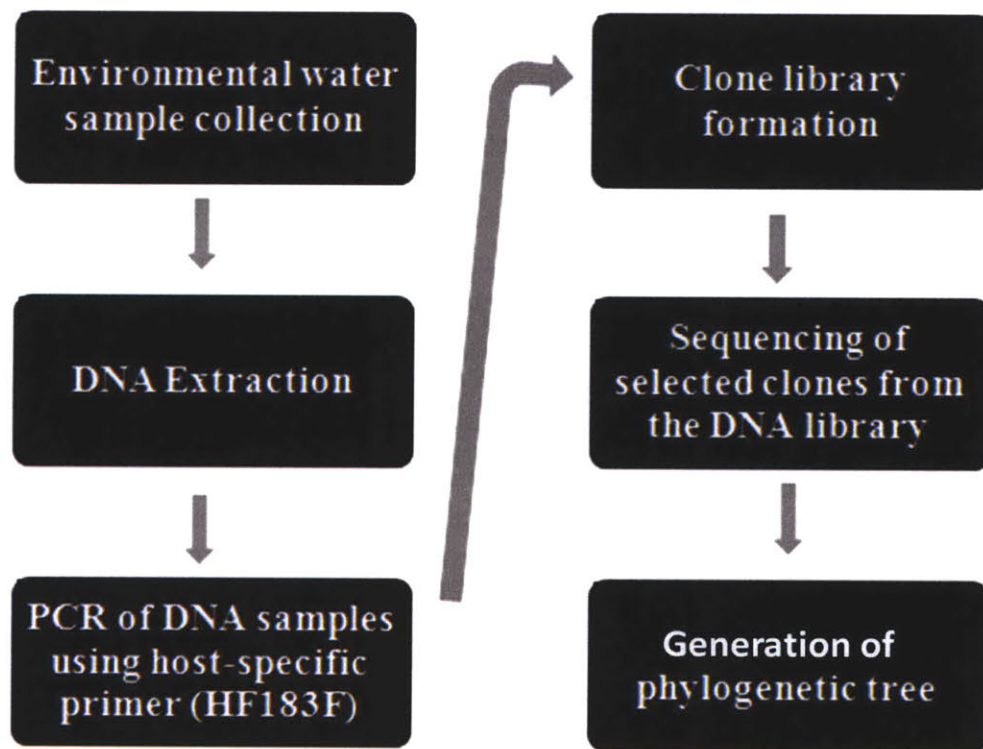 Environmental water
sample collection
DNA Extraction
PCR of DNA samples
using host-specific
primer (HF183F)
Clone library
formation
Sequencing of
selected clones from
the DNA library
Generation of
phylogenetic tree